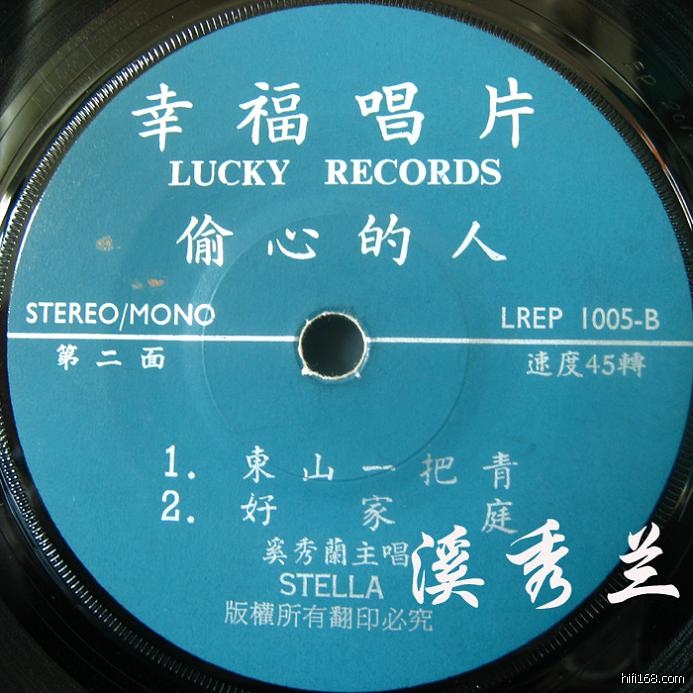 幸福唱片
LUCKY RECORDS
偷心的人
STEREO/MONO
LREP 1005-B
第二面
速度45轉
1. 東山一把青
2. 好家庭
奚秀蘭主唱
STELLA
版權所有翻印必究
溪秀兰
hifi168.com